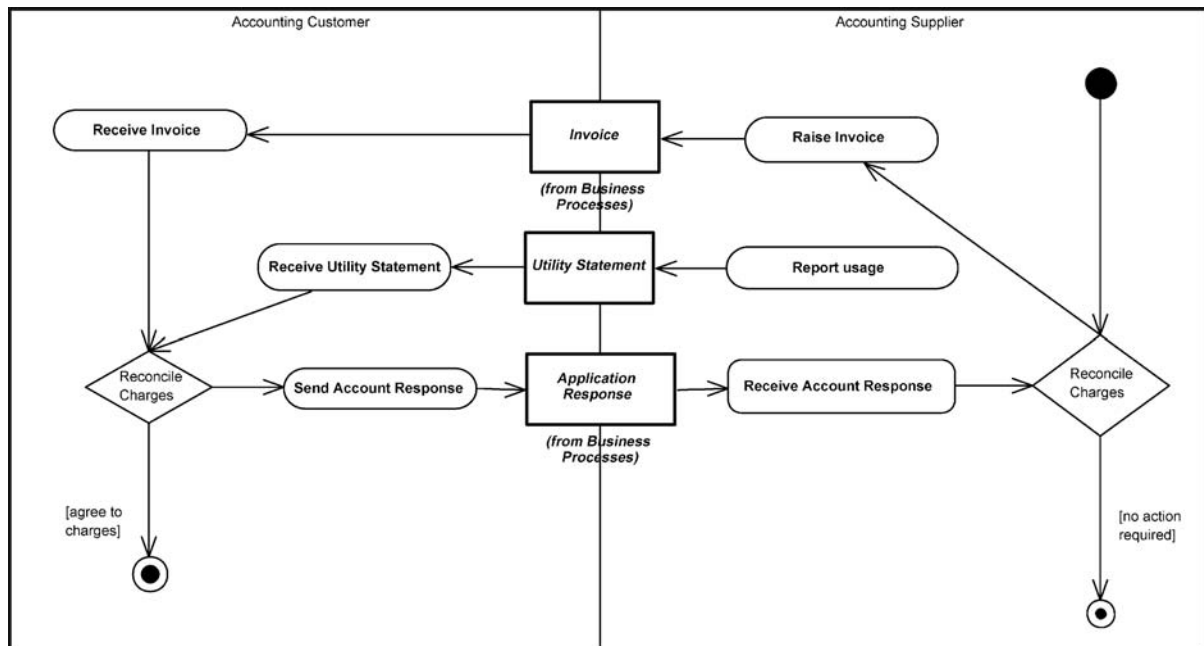 Accounting Customer
Accounting Supplier
Receive Invoice
Invoice
Raise Invoice
(from Business
Processes)
Receive Utility Statement
Utility Statement
Report usage
Reconcile
Charges
Send Account Response
Application
Response
Receive Account Response
Reconcile
Charges
(from Business
Processes)
[agree to
charges]
[no action
required]